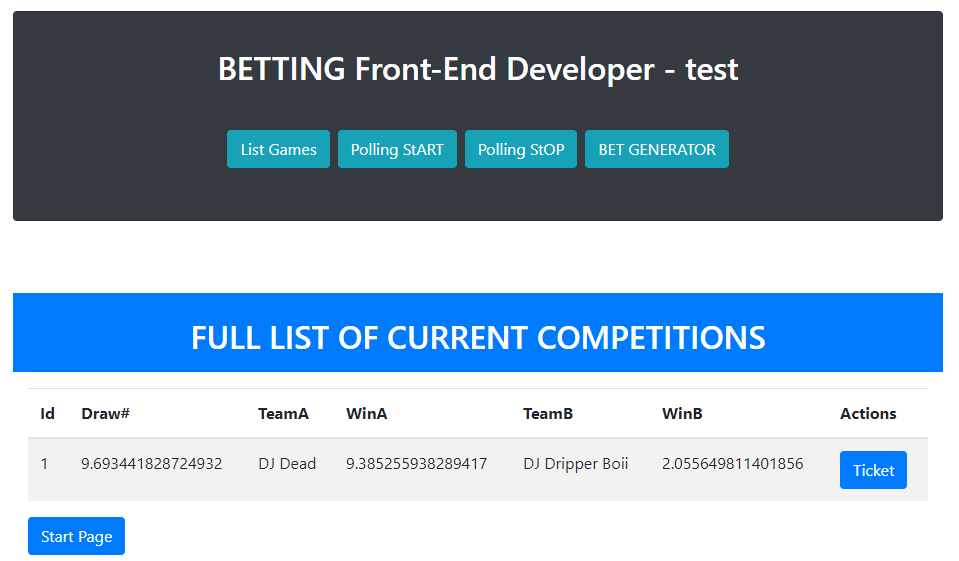 BETTING Front-End Developer - test
List Games Polling StART Polling StOP BET GENERATOR
FULL LIST OF CURRENT COMPETITIONS
Id Draw# TeamA WinA TeamB WinB Actions
1 9.693441828724932 DJ Dead 9.385255938289417 DJ Dripper Boii 2.055649811401856 Ticket
Start Page